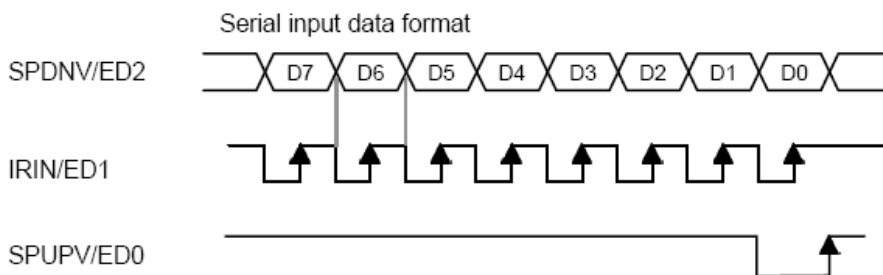 Serial input data format
SPDNV/ED2 D7 D6 D5 D4 D3 D2 D1 D0
IRIN/ED1
SPUPV/ED0